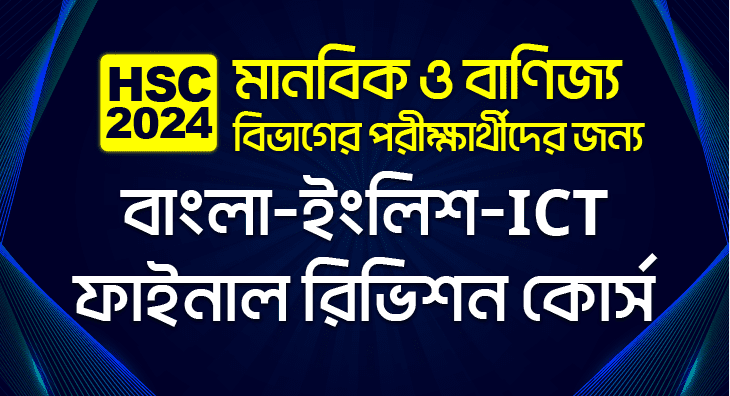 HSC
2024
মানবিক ও বাণিজ্য
বিভাগের পরীক্ষার্থীদের জন্য
বাংলা-ইংলিশ-ICT
ফাইনাল রিভিশন কোর্স